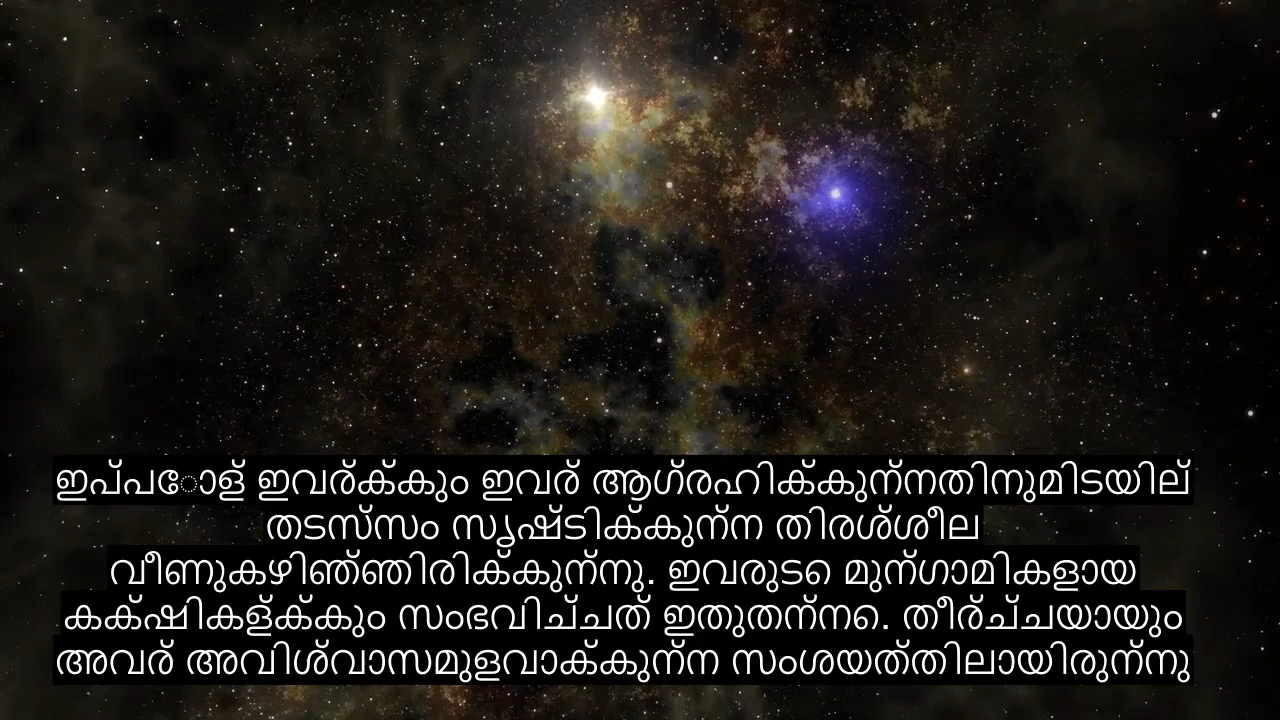 ഇപ്പോള് ഇവര്ക്കും ഇവര് ആഗ്രഹിക്കുന്നതിനുമിടയില്
തടസ്സം സൃഷ്ടിക്കുന്ന തിരശ്ശീല
വീണുകഴിഞ്ഞിരിക്കുന്നു. ഇവരുടെ മുന്ഗാമികളായ
കക്ഷികള്ക്കും സംഭവിച്ചത് ഇതുതന്നെ. തീര്ച്ചയായും
അവര് അവിശ്വാസമുളവാക്കുന്ന സംശയത്തിലായിരുന്നു